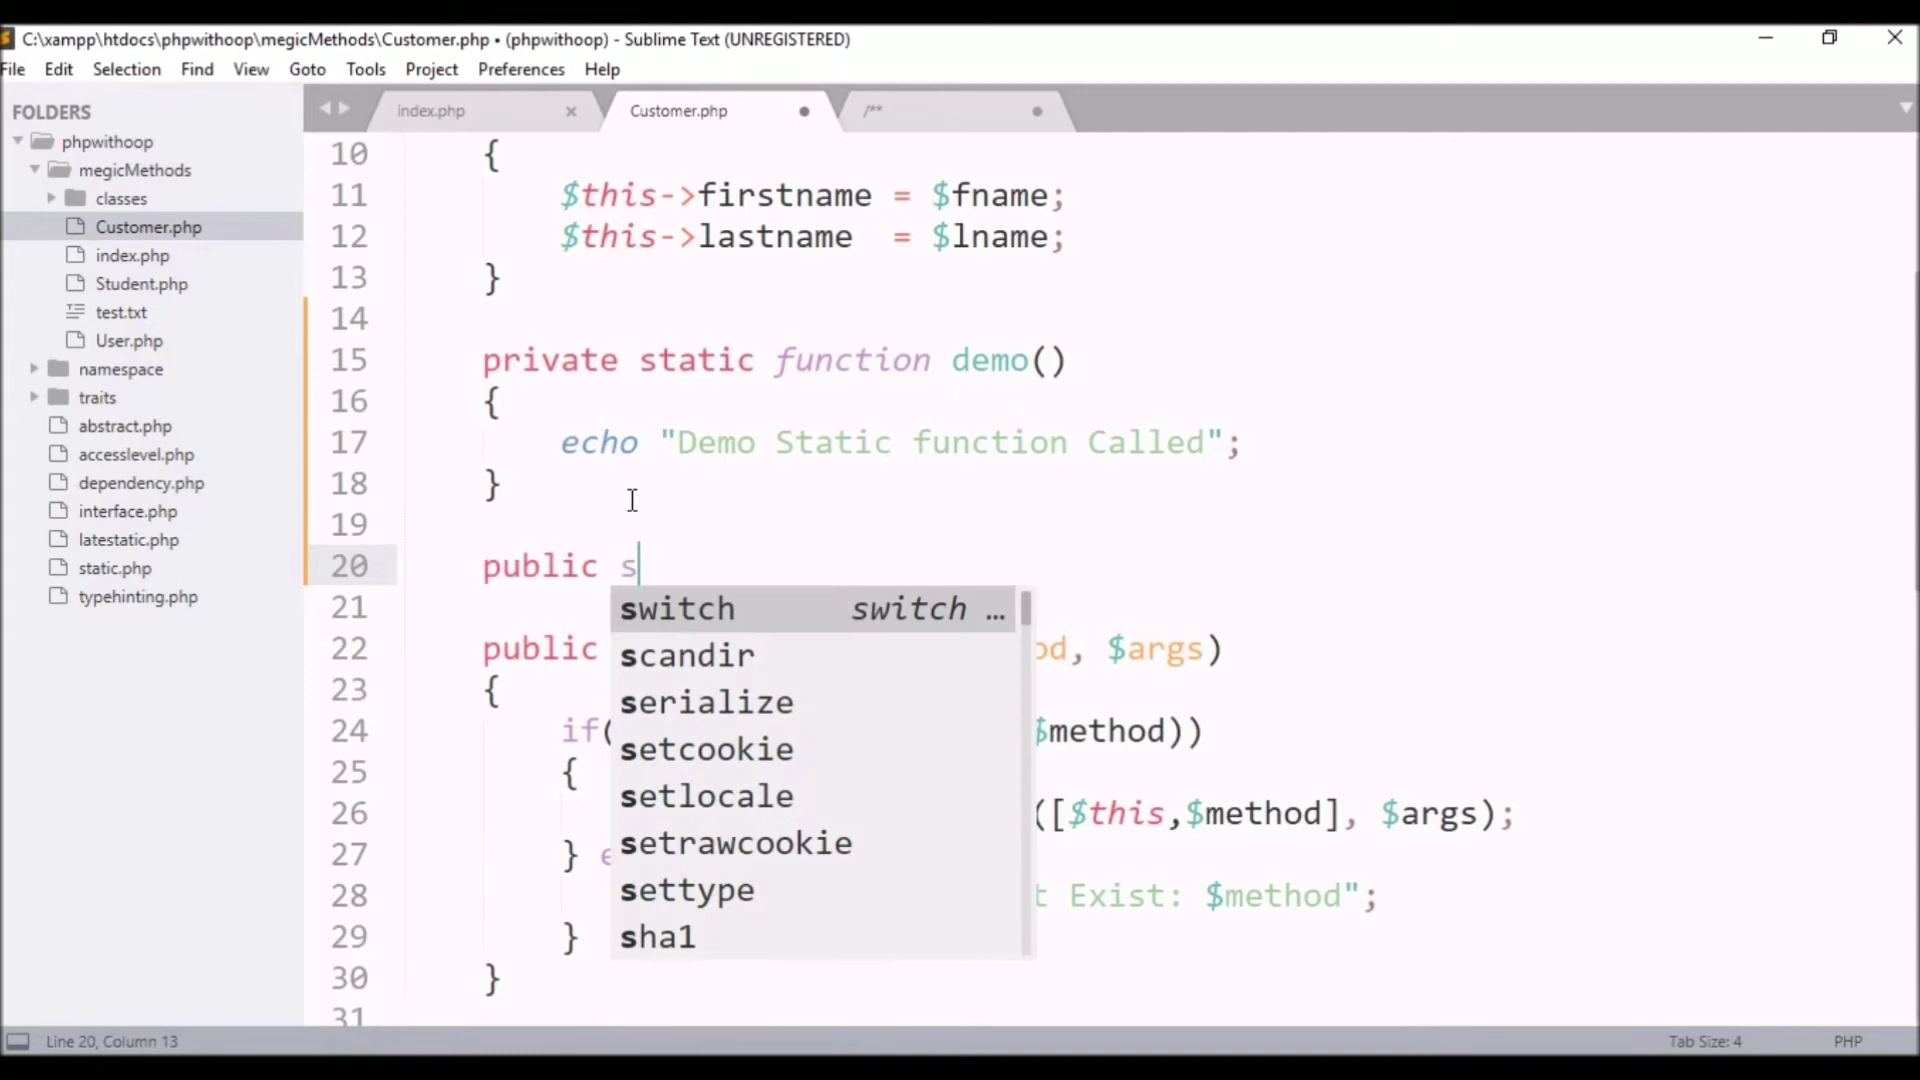 C:\xampp\htdocs\phpwithoop\megicMethods\Customer.php • (phpwithoop) - Sublime Text (UNREGISTERED)
File Edit Selection Find View Goto Tools Project Preferences Help
FOLDERS
phpwithoop
megicMethods
classes
Customer.php
index.php
Student.php
test.txt
User.php
namespace
traits
abstract.php
accesslevel.php
dependency.php
interface.php
latestatic.php
static.php
typehinting.php
index.php Customer.php /**
10 {
11 $this->firstname = $fname;
12 $this->lastname = $lname;
13 }
14
15 private static function demo()
16 {
17 echo "Demo Static function Called";
18 }
19
20 public s
21
22 public od, $args)
23 {
24 if( $method))
25 {
26 ([$this,$method], $args);
27 } e
28 t Exist: $method";
29 }
30 }
31
switch switch ...
scandir
serialize
setcookie
setlocale
setrawcookie
settype
sha1
Line 20, Column 13 Tab Size: 4 PHP